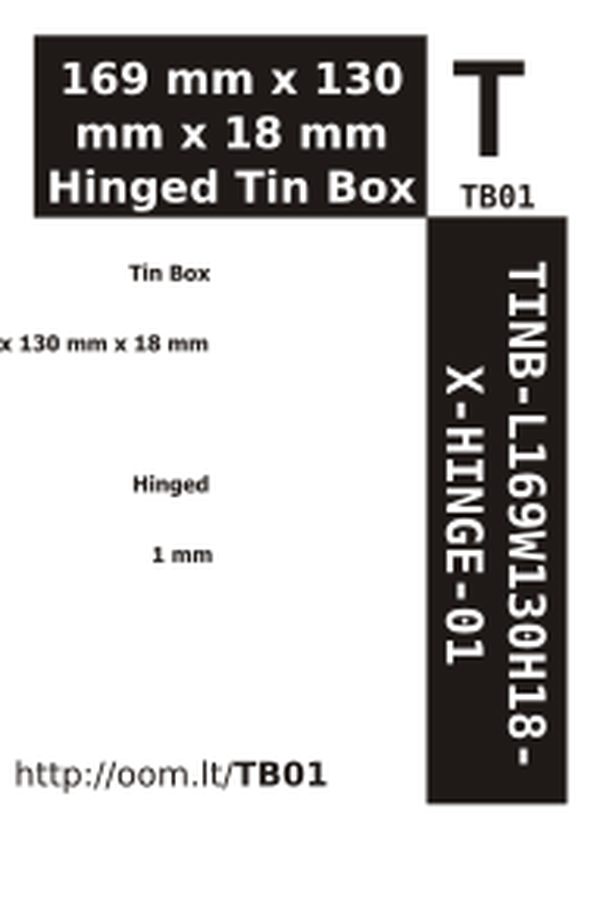 169 mm x 130
mm x 18 mm
Hinged Tin Box
T
TB01
Tin Box
x 130 mm x 18 mm
Hinged
1 mm
TINB-L169W130H18-
X-HINGE-01
http://oom.lt/TB01